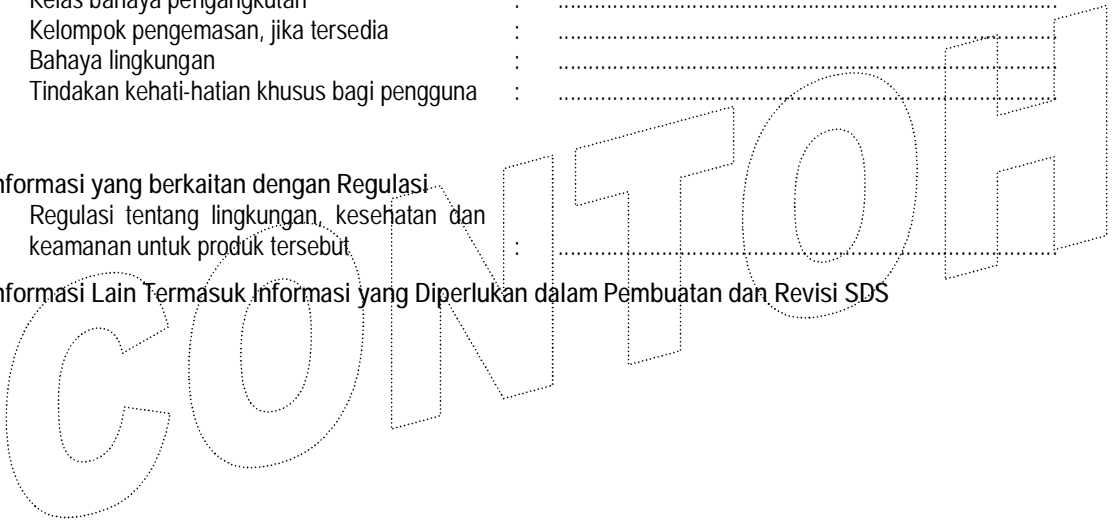 Kelas bahaya pengangkutan : ................................................................
Kelompok pengemasan, jika tersedia : ................................................................
Bahaya lingkungan : ................................................................
Tindakan kehati-hatian khusus bagi pengguna : ................................................................
nformasi yang berkaitan dengan Regulasi
Regulasi tentang lingkungan, kesehatan dan
keamanan untuk produk tersebut : ................................................................
nformasi Lain Termasuk Informasi yang Diperlukan dalam Pembuatan dan Revisi SDS
CONTOH